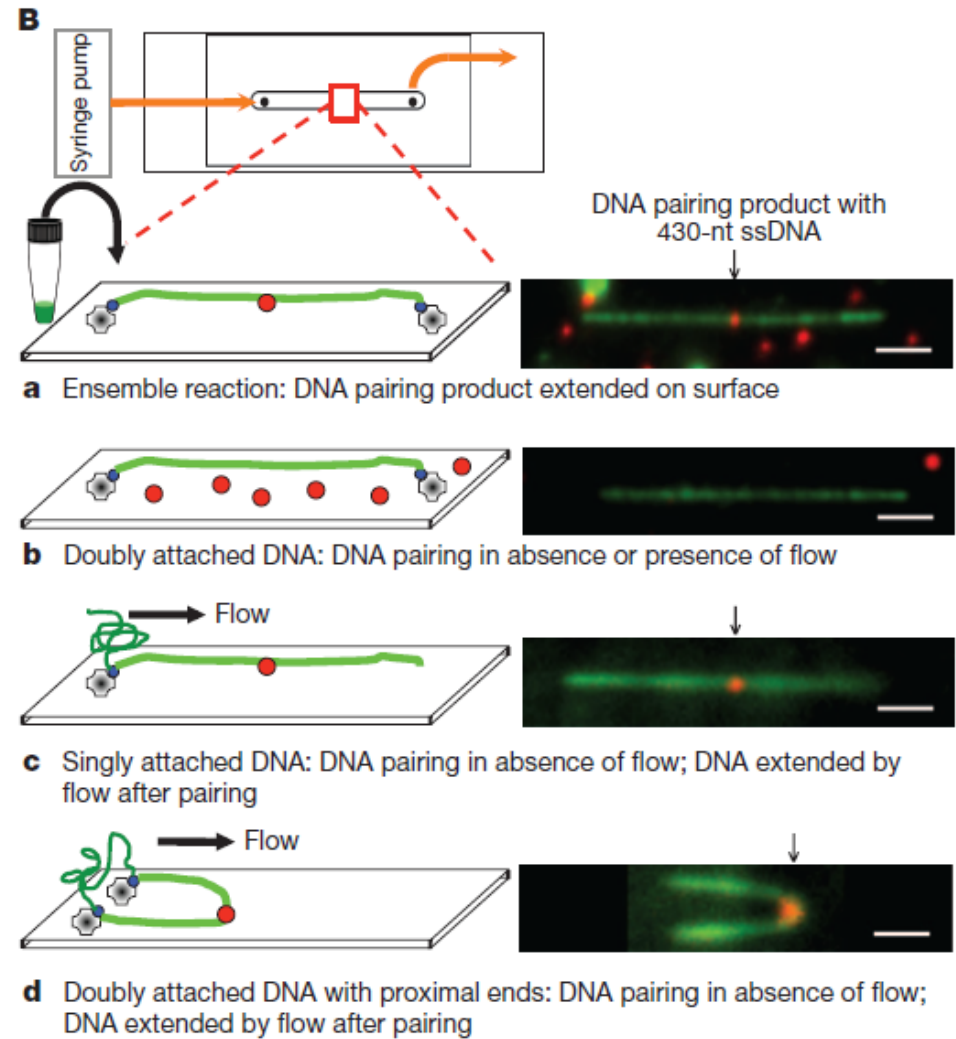 B
Syringe pump
DNA pairing product with
430-nt ssDNA
a Ensemble reaction: DNA pairing product extended on surface
b Doubly attached DNA: DNA pairing in absence or presence of flow
Flow
c Singly attached DNA: DNA pairing in absence of flow; DNA extended by
flow after pairing
Flow
d Doubly attached DNA with proximal ends: DNA pairing in absence of flow;
DNA extended by flow after pairing